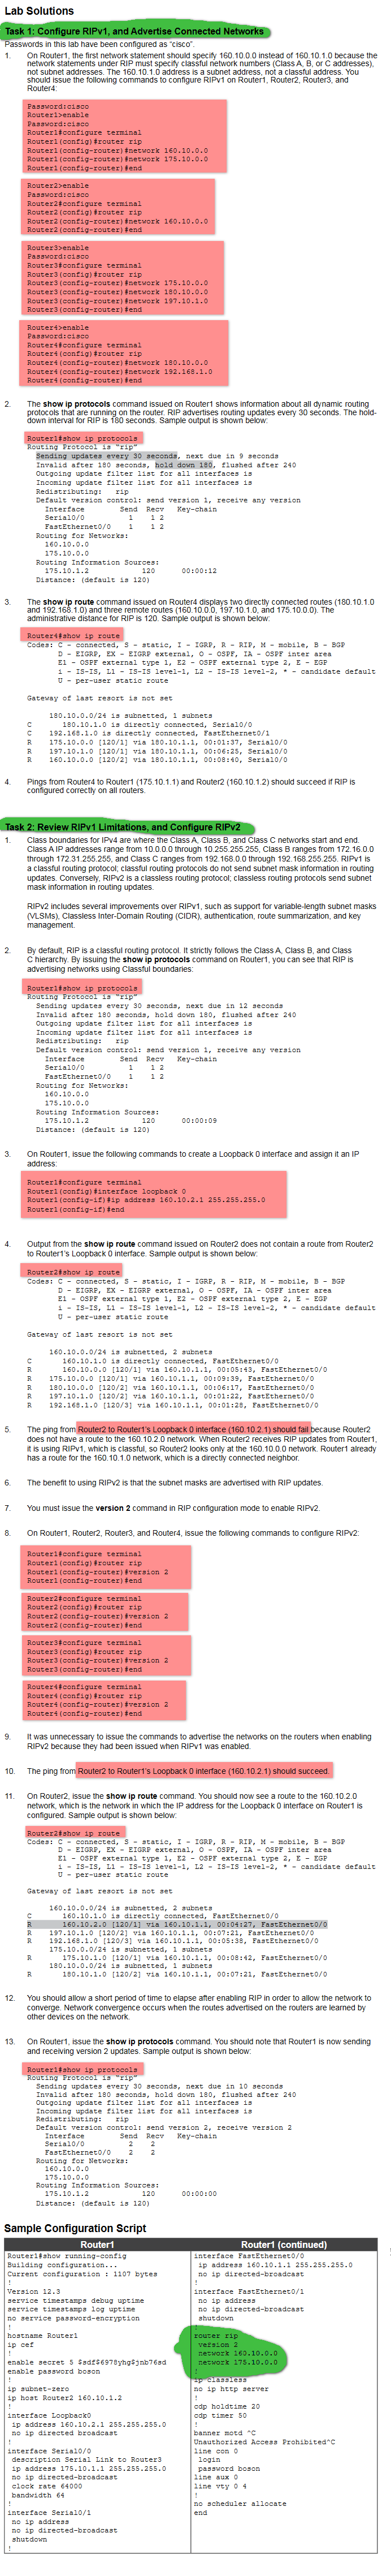 Lab Solutions
Task 1: Configure RIPv1, and Advertise Connected Networks
Passwords in this lab have been configured as "cisco".
1. On Router1, the first network statement should specify 160.10.0.0 instead of 160.10.1.0 because the
network statements under RIP must specify classful network numbers (Class A, B, or C addresses),
not subnet addresses. The 160.10.1.0 address is a subnet address, not a classful address. You
should issue the following commands to configure RIPv1 on Router1, Router2, Router3, and
Router4:
Password:cisco
Router1>enable
Password:cisco
Router1#configure terminal
Router1(config)#router rip
Router1(config-router)#network 160.10.0.0
Router1(config-router)#network 175.10.0.0
Router1(config-router)#end
Router2>enable
Password:cisco
Router2#configure terminal
Router2(config)#router rip
Router2(config-router)#network 160.10.0.0
Router2(config-router)#end
Router3>enable
Password:cisco
Router3#configure terminal
Router3(config)#router rip
Router3(config-router)#network 175.10.0.0
Router3(config-router)#network 180.10.0.0
Router3(config-router)#network 197.10.1.0
Router3(config-router)#end
Router4>enable
Password:cisco
Router4#configure terminal
Router4(config)#router rip
Router4(config-router)#network 180.10.0.0
Router4(config-router)#network 192.168.1.0
Router4(config-router)#end
2. The show ip protocols command issued on Router1 shows information about all dynamic routing
protocols that are running on the router. RIP advertises routing updates every 30 seconds. The hold-
down interval for RIP is 180 seconds. Sample output is shown below:
Router1#show ip protocols
Routing Protocol is "rip"
Sending updates every 30 seconds, next due in 9 seconds
Invalid after 180 seconds, hold down 180, flushed after 240
Outgoing update filter list for all interfaces is
Incoming update filter list for all interfaces is
Redistributing: rip
Default version control: send version 1, receive any version
Interface Send Recv Key-chain
Serial0/0 1 1 2
FastEthernet0/0 1 1 2
Routing for Networks:
160.10.0.0
175.10.0.0
Routing Information Sources:
175.10.1.2 120 00:00:12
Distance: (default is 120)
3. The show ip route command issued on Router4 displays two directly connected routes (180.10.1.0
and 192.168.1.0) and three remote routes (160.10.0.0, 197.10.1.0, and 175.10.0.0). The
administrative distance for RIP is 120. Sample output is shown below:
Router4#show ip route
Codes: C - connected, S - static, I - IGRP, R - RIP, M - mobile, B - BGP
D - EIGRP, EX - EIGRP external, O - OSPF, IA - OSPF inter area
E1 - OSPF external type 1, E2 - OSPF external type 2, E - EGP
i - IS-IS, L1 - IS-IS level-1, L2 - IS-IS level-2, * - candidate default
U - per-user static route
Gateway of last resort is not set
180.10.0.0/24 is subnetted, 1 subnets
C 180.10.1.0 is directly connected, Serial0/0
C 192.168.1.0 is directly connected, FastEthernet0/1
R 175.10.0.0 [120/1] via 180.10.1.1, 00:01:37, Serial0/0
R 197.10.1.0 [120/1] via 180.10.1.1, 00:06:25, Serial0/0
R 160.10.0.0 [120/2] via 180.10.1.1, 00:08:40, Serial0/0
4. Pings from Router4 to Router1 (175.10.1.1) and Router2 (160.10.1.2) should succeed if RIP is
configured correctly on all routers.
Task 2: Review RIPv1 Limitations, and Configure RIPv2
1. Class boundaries for IPv4 are where the Class A, Class B, and Class C networks start and end.
Class A IP addresses range from 10.0.0.0 through 10.255.255.255, Class B ranges from 172.16.0.0
through 172.31.255.255, and Class C ranges from 192.168.0.0 through 192.168.255.255. RIPv1 is
a classful routing protocol; classful routing protocols do not send subnet mask information in routing
updates. Conversely, RIPv2 is a classless routing protocol; classless routing protocols send subnet
mask information in routing updates.
RIPv2 includes several improvements over RIPv1, such as support for variable-length subnet masks
(VLSMs), Classless Inter-Domain Routing (CIDR), authentication, route summarization, and key
management.
2. By default, RIP is a classful routing protocol. It strictly follows the Class A, Class B, and Class
C hierarchy. By issuing the show ip protocols command on Router1, you can see that RIP is
advertising networks using Classful boundaries:
Router1#show ip protocols
Routing Protocol is "rip"
Sending updates every 30 seconds, next due in 12 seconds
Invalid after 180 seconds, hold down 180, flushed after 240
Outgoing update filter list for all interfaces is
Incoming update filter list for all interfaces is
Redistributing: rip
Default version control: send version 1, receive any version
Interface Send Recv Key-chain
Serial0/0 1 1 2
FastEthernet0/0 1 1 2
Routing for Networks:
160.10.0.0
175.10.0.0
Routing Information Sources:
175.10.1.2 120 00:00:09
Distance: (default is 120)
3. On Router1, issue the following commands to create a Loopback 0 interface and assign it an IP
address:
Router1#configure terminal
Router1(config)#interface loopback 0
Router1(config-if)#ip address 160.10.2.1 255.255.255.0
Router1(config-if)#end
4. Output from the show ip route command issued on Router2 does not contain a route from Router2
to Router1's Loopback 0 interface. Sample output is shown below:
Router2#show ip route
Codes: C - connected, S - static, I - IGRP, R - RIP, M - mobile, B - BGP
D - EIGRP, EX - EIGRP external, O - OSPF, IA - OSPF inter area
E1 - OSPF external type 1, E2 - OSPF external type 2, E - EGP
i - IS-IS, L1 - IS-IS level-1, L2 - IS-IS level-2, * - candidate default
U - per-user static route
Gateway of last resort is not set
160.10.0.0/24 is subnetted, 2 subnets
C 160.10.1.0 is directly connected, FastEthernet0/0
R 160.10.0.0 [120/1] via 160.10.1.1, 00:05:43, FastEthernet0/0
R 175.10.0.0 [120/1] via 160.10.1.1, 00:09:39, FastEthernet0/0
R 180.10.0.0 [120/2] via 160.10.1.1, 00:06:17, FastEthernet0/0
R 197.10.1.0 [120/2] via 160.10.1.1, 00:01:22, FastEthernet0/0
R 192.168.1.0 [120/3] via 160.10.1.1, 00:01:28, FastEthernet0/0
5. The ping from Router2 to Router1's Loopback 0 interface (160.10.2.1) should fail because Router2
does not have a route to the 160.10.2.0 network. When Router2 receives RIP updates from Router1,
it is using RIPv1, which is classful, so Router2 looks only at the 160.10.0.0 network. Router1 already
has a route for the 160.10.1.0 network, which is a directly connected neighbor.
6. The benefit to using RIPv2 is that the subnet masks are advertised with RIP updates.
7. You must issue the version 2 command in RIP configuration mode to enable RIPv2.
8. On Router1, Router2, Router3, and Router4, issue the following commands to configure RIPv2:
Router1#configure terminal
Router1(config)#router rip
Router1(config-router)#version 2
Router1(config-router)#end
Router2#configure terminal
Router2(config)#router rip
Router2(config-router)#version 2
Router2(config-router)#end
Router3#configure terminal
Router3(config)#router rip
Router3(config-router)#version 2
Router3(config-router)#end
Router4#configure terminal
Router4(config)#router rip
Router4(config-router)#version 2
Router4(config-router)#end
9. It was unnecessary to issue the commands to advertise the networks on the routers when enabling
RIPv2 because they had been issued when RIPv1 was enabled.
10. The ping from Router2 to Router1's Loopback 0 interface (160.10.2.1) should succeed.
11. On Router2, issue the show ip route command. You should now see a route to the 160.10.2.0
network, which is the network in which the IP address for the Loopback 0 interface on Router1 is
configured. Sample output is shown below:
Router2#show ip route
Codes: C - connected, S - static, I - IGRP, R - RIP, M - mobile, B - BGP
D - EIGRP, EX - EIGRP external, O - OSPF, IA - OSPF inter area
E1 - OSPF external type 1, E2 - OSPF external type 2, E - EGP
i - IS-IS, L1 - IS-IS level-1, L2 - IS-IS level-2, * - candidate default
U - per-user static route
Gateway of last resort is not set
160.10.0.0/24 is subnetted, 2 subnets
C 160.10.1.0 is directly connected, FastEthernet0/0
R 160.10.2.0 [120/1] via 160.10.1.1, 00:04:27, FastEthernet0/0
R 197.10.1.0 [120/2] via 160.10.1.1, 00:07:21, FastEthernet0/0
R 192.168.1.0 [120/3] via 160.10.1.1, 00:05:38, FastEthernet0/0
175.10.0.0/24 is subnetted, 1 subnets
R 175.10.1.0 [120/1] via 160.10.1.1, 00:08:42, FastEthernet0/0
180.10.0.0/24 is subnetted, 1 subnets
R 180.10.1.0 [120/2] via 160.10.1.1, 00:07:21, FastEthernet0/0
12. You should allow a short period of time to elapse after enabling RIP in order to allow the network to
converge. Network convergence occurs when the routes advertised on the routers are learned by
other devices on the network.
13. On Router1, issue the show ip protocols command. You should note that Router1 is now sending
and receiving version 2 updates. Sample output is shown below:
Router1#show ip protocols
Routing Protocol is "rip"
Sending updates every 30 seconds, next due in 10 seconds
Invalid after 180 seconds, hold down 180, flushed after 240
Outgoing update filter list for all interfaces is
Incoming update filter list for all interfaces is
Redistributing: rip
Default version control: send version 2, receive version 2
Interface Send Recv Key-chain
Serial0/0 2 2
FastEthernet0/0 2 2
Routing for Networks:
160.10.0.0
175.10.0.0
Routing Information Sources:
175.10.1.2 120 00:00:00
Distance: (default is 120)
Sample Configuration Script
Router1
Router1#show running-config
Building configuration...
Current configuration : 1107 bytes
!
Version 12.3
service timestamps debug uptime
service timestamps log uptime
no service password-encryption
!
hostname Router1
ip cef
!
enable secret 5 $sdf$6978yhg$jnb76sd
enable password boson
!
ip subnet-zero
ip host Router2 160.10.1.2
!
interface Loopback0
ip address 160.10.2.1 255.255.255.0
no ip directed broadcast
!
interface Serial0/0
description Serial Link to Router3
ip address 175.10.1.1 255.255.255.0
no ip directed-broadcast
clock rate 64000
bandwidth 64
!
interface Serial0/1
no ip address
no ip directed-broadcast
shutdown
!
Router1 (continued)
interface FastEthernet0/0
ip address 160.10.1.1 255.255.255.0
no ip directed-broadcast
!
interface FastEthernet0/1
no ip address
no ip directed-broadcast
shutdown
!
router rip
version 2
network 160.10.0.0
network 175.10.0.0
!
ip classless
no ip http server
!
cdp holdtime 20
cdp timer 50
!
banner motd ^C
Unauthorized Access Prohibited^C
line con 0
login
password boson
line aux 0
line vty 0 4
!
no scheduler allocate
end